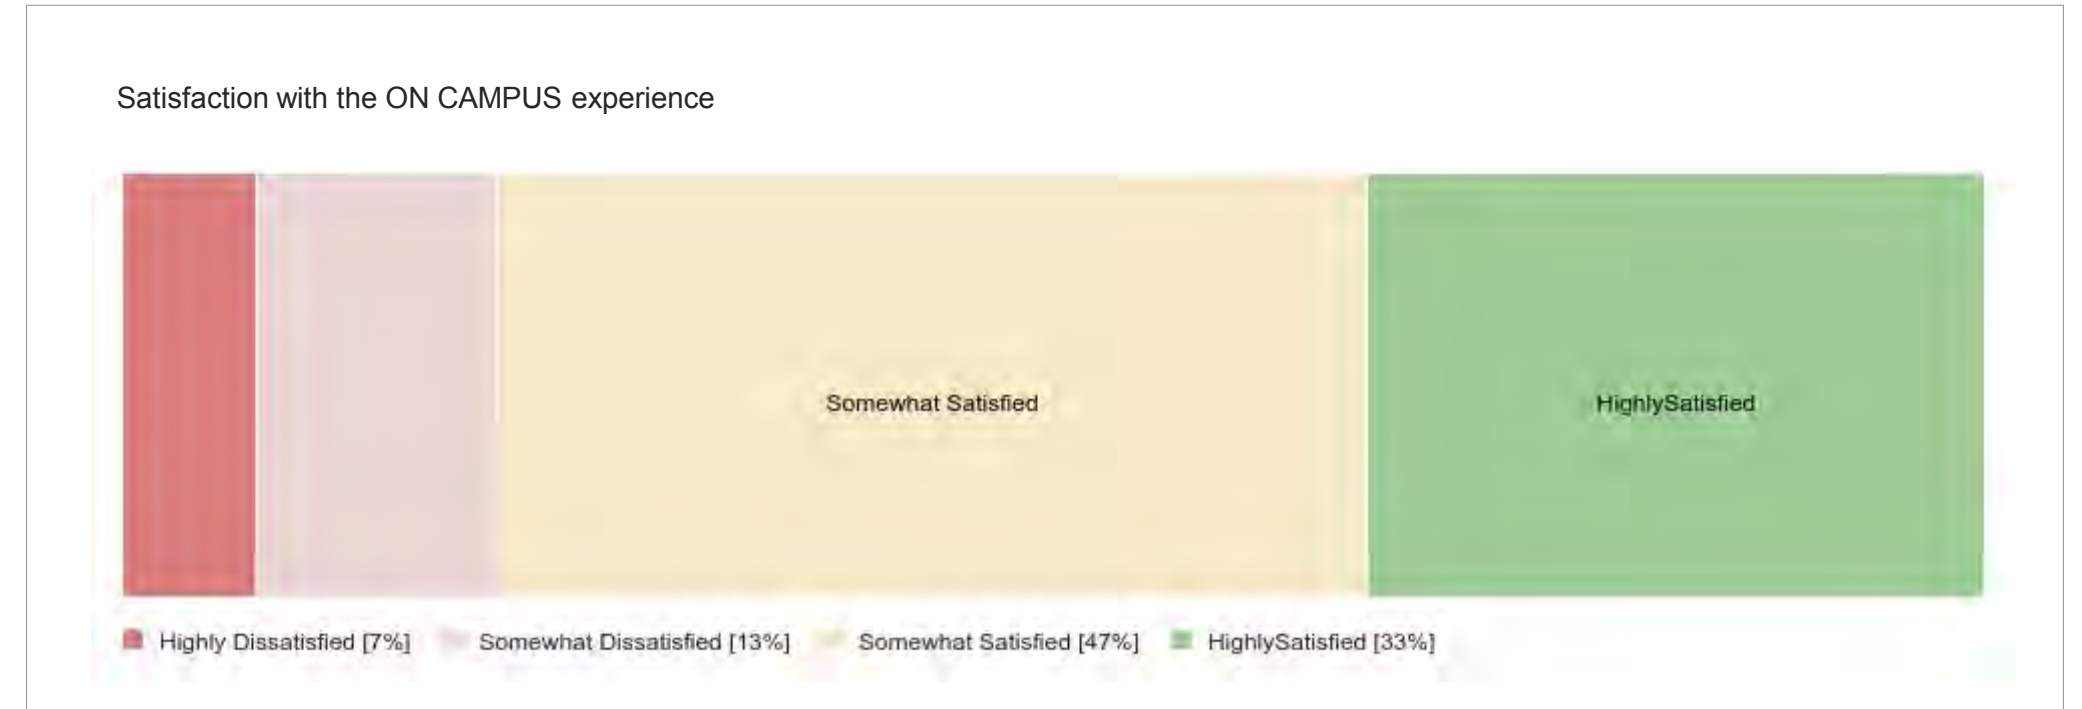 Satisfaction with the ON CAMPUS experience
Somewhat Satisfied
HighlySatisfied
Highly Dissatisfied [7%] Somewhat Dissatisfied [13%] Somewhat Satisfied [47%] HighlySatisfied [33%]